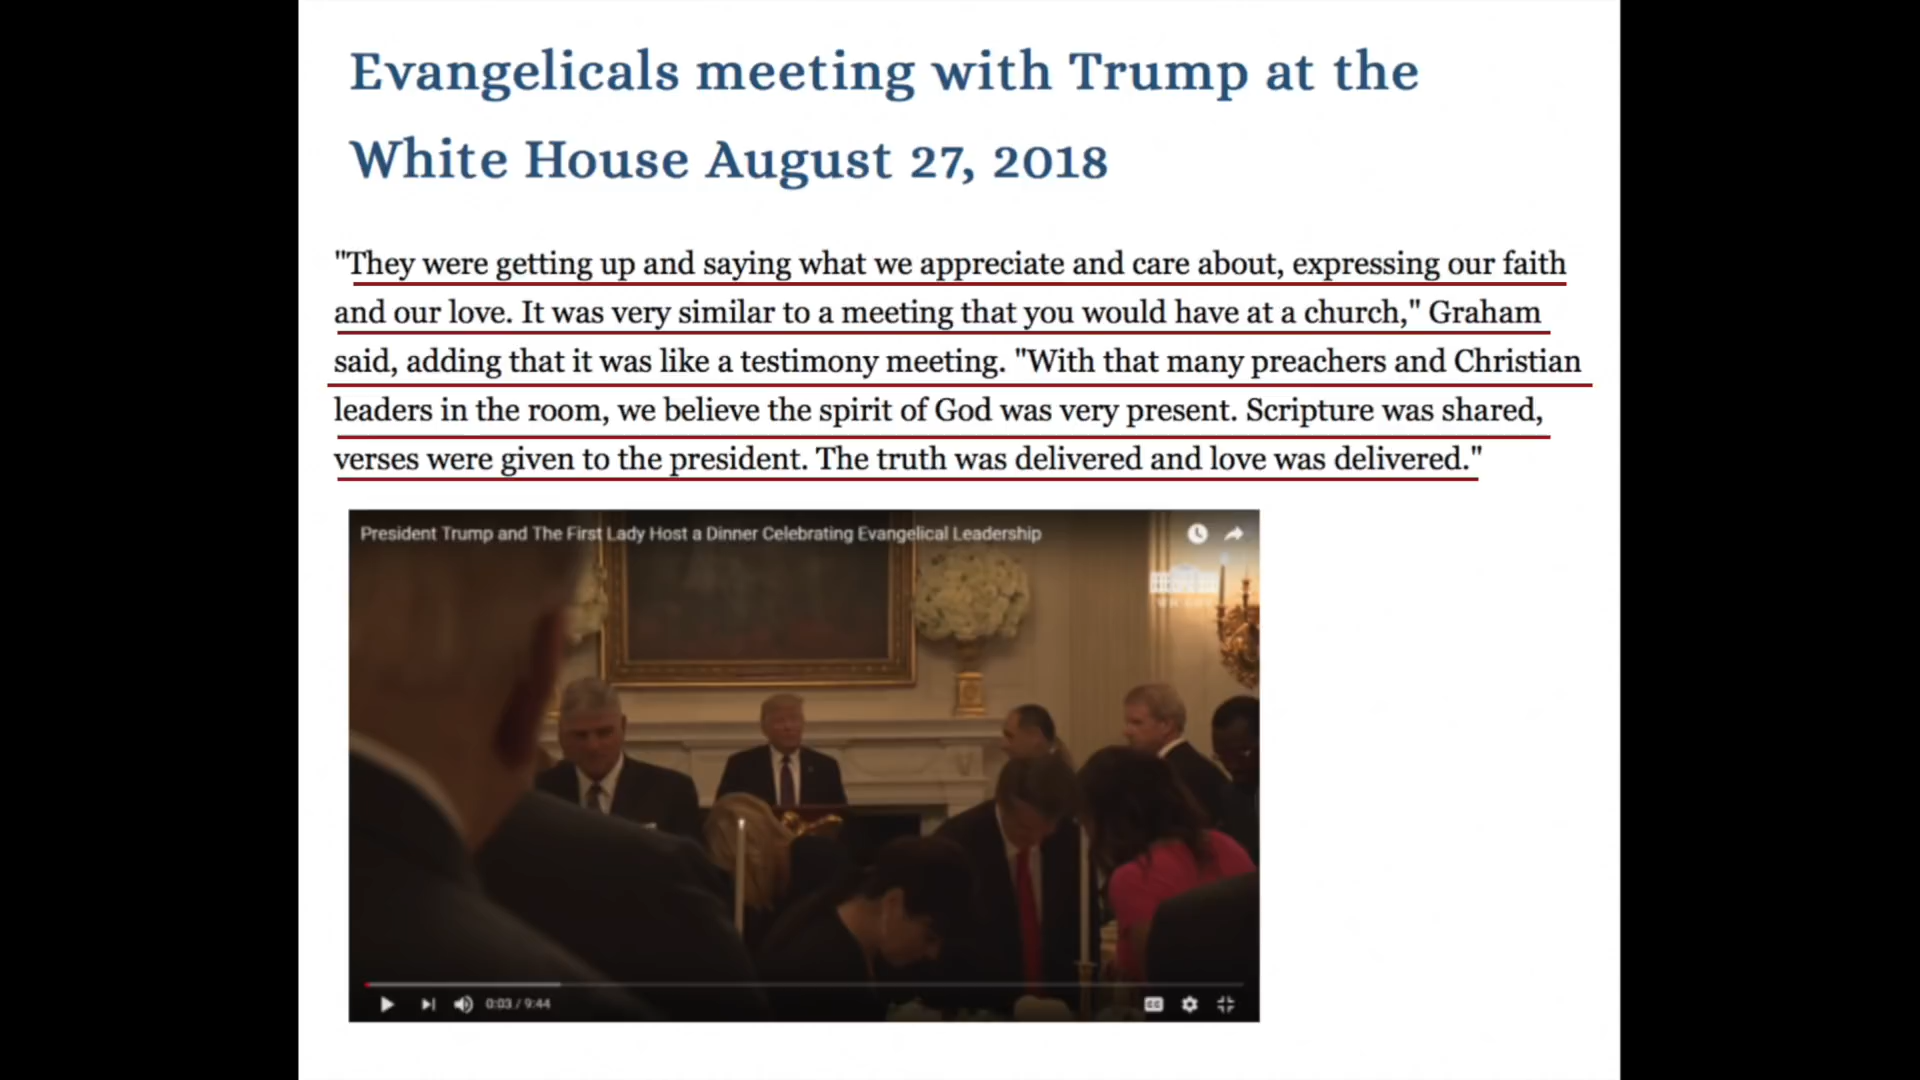 Evangelicals meeting with Trump at the
White House August 27, 2018
"They were getting up and saying what we appreciate and care about, expressing our faith
and our love. It was very similar to a meeting that you would have at a church," Graham
said, adding that it was like a testimony meeting. "With that many preachers and Christian
leaders in the room, we believe the spirit of God was very present. Scripture was shared,
verses were given to the president. The truth was delivered and love was delivered."
President Trump and The First Lady Host a Dinner Celebrating Evangelical Leadership
0:03 / 9:44
CC